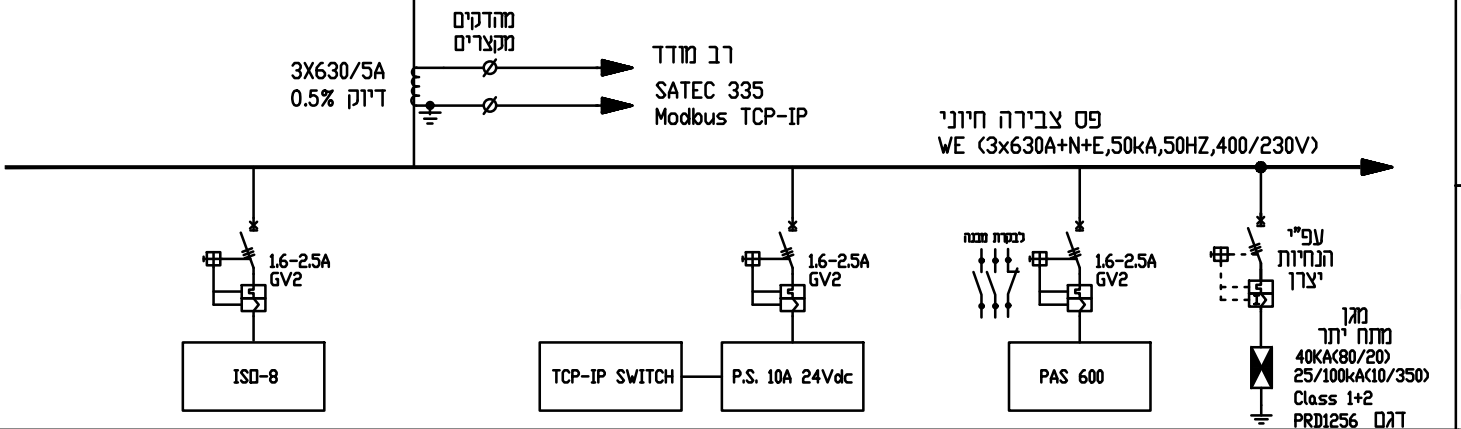 מהדקים
מקצרים
3X630/5A
דיוק 0.5%
רב מודד
SATEC 335
Modbus TCP-IP
פס צבירה חיוני
WE (3x630A+N+E,50kA,50HZ,400/230V)
1.6-2.5A
GV2
1.6-2.5A
GV2
לבקרת מבנה
1.6-2.5A
GV2
עפ"י
הנחיות
יצרן
ISO-8
TCP-IP SWITCH
P.S. 10A 24Vdc
PAS 600
מגן
מתח יתר
40KA(80/20)
25/100kA(10/350)
Class 1+2
PRD1256 דגם